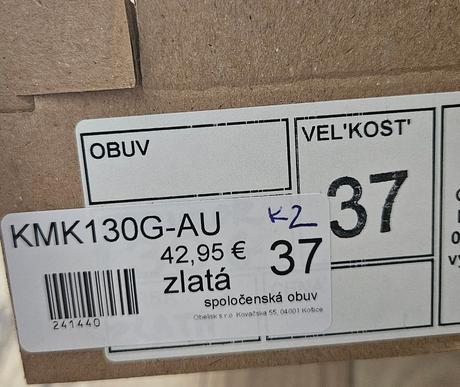 OBUV
VEL'KOST'
37
KMK130G-AU
K2
42,95 €
37
zlatá
spoločenská obuv
241440
Obelisk s.r.o. Kováčska 55, 04001 Košice